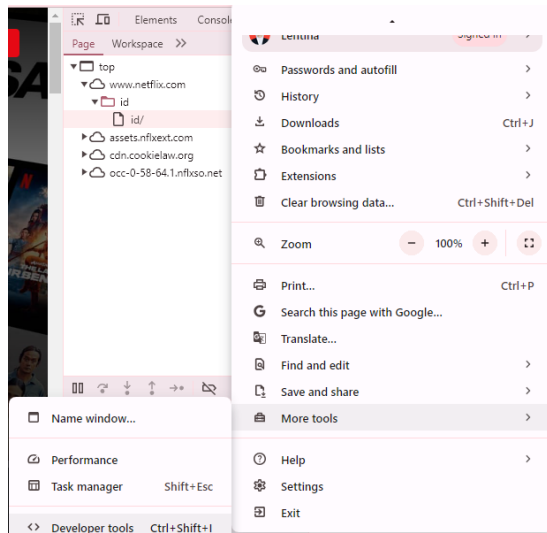 Elements
Page
Workspace
top
www.netflix.com
id
id/
assets.nflxext.com
cdn.cookielaw.org
occ-0-58-64.1.nflxso.net
Lentina
Signed in
Passwords and autofill
History
Downloads Ctrl+J
Bookmarks and lists
Extensions
Clear browsing data... Ctrl+Shift+Del
Zoom − 100% +
Print... Ctrl+P
G Search this page with Google...
Translate...
Find and edit
Save and share
More tools
Help
Settings
Exit
Name window...
Performance
Task manager Shift+Esc
Developer tools Ctrl+Shift+I